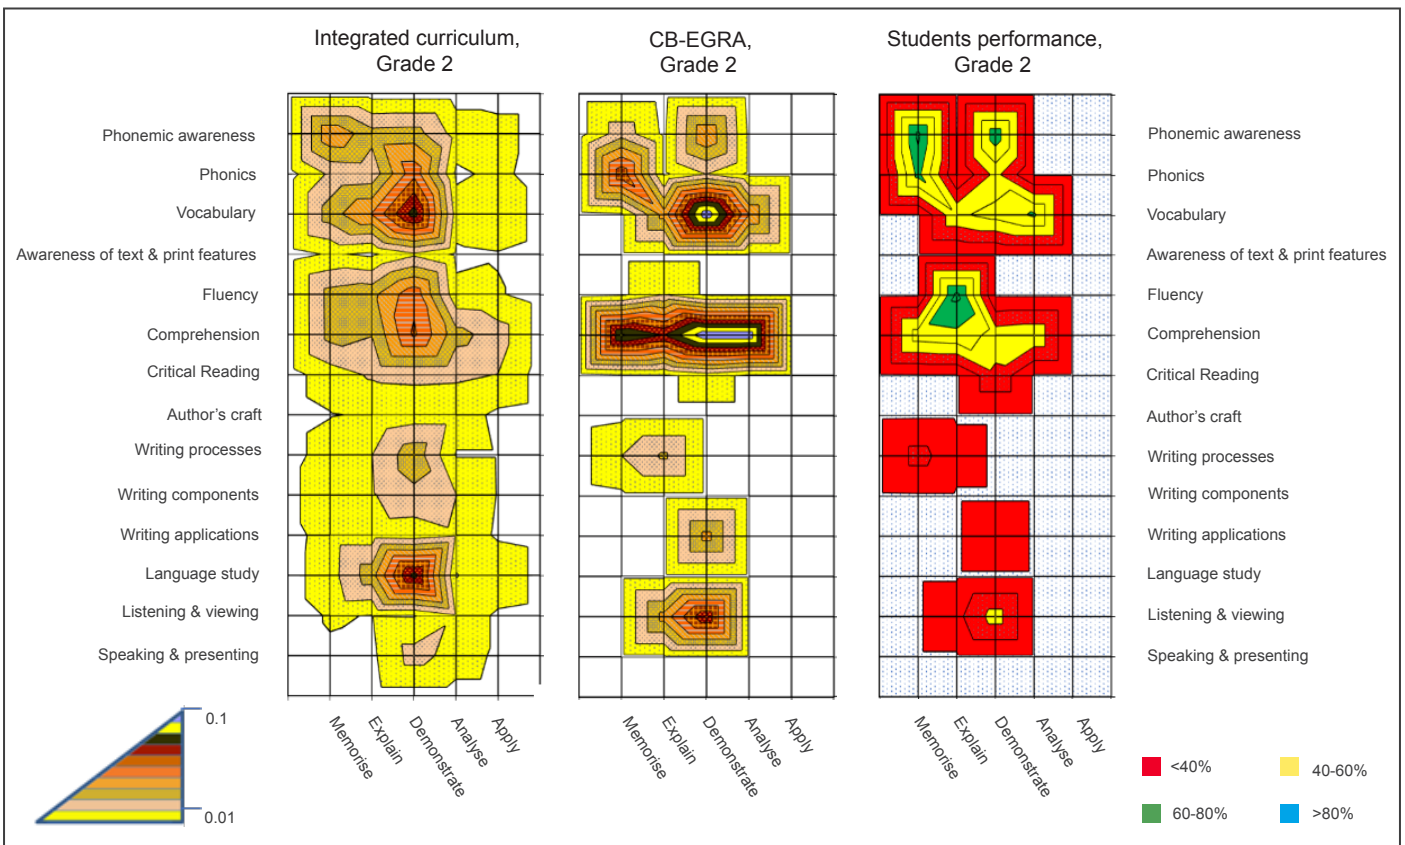 Integrated curriculum,
Grade 2
CB-EGRA,
Grade 2
Students performance,
Grade 2
Phonemic awareness
Phonics
Vocabulary
Awareness of text & print features
Fluency
Comprehension
Critical Reading
Author's craft
Writing processes
Writing components
Writing applications
Language study
Listening & viewing
Speaking & presenting
Phonemic awareness
Phonics
Vocabulary
Awareness of text & print features
Fluency
Comprehension
Critical Reading
Author's craft
Writing processes
Writing components
Writing applications
Language study
Listening & viewing
Speaking & presenting
Memorise
Explain
Demonstrate
Analyse
Apply
Memorise
Explain
Demonstrate
Analyse
Apply
Memorise
Explain
Demonstrate
Analyse
Apply
0.1
0.01
<40%
40-60%
60-80%
>80%